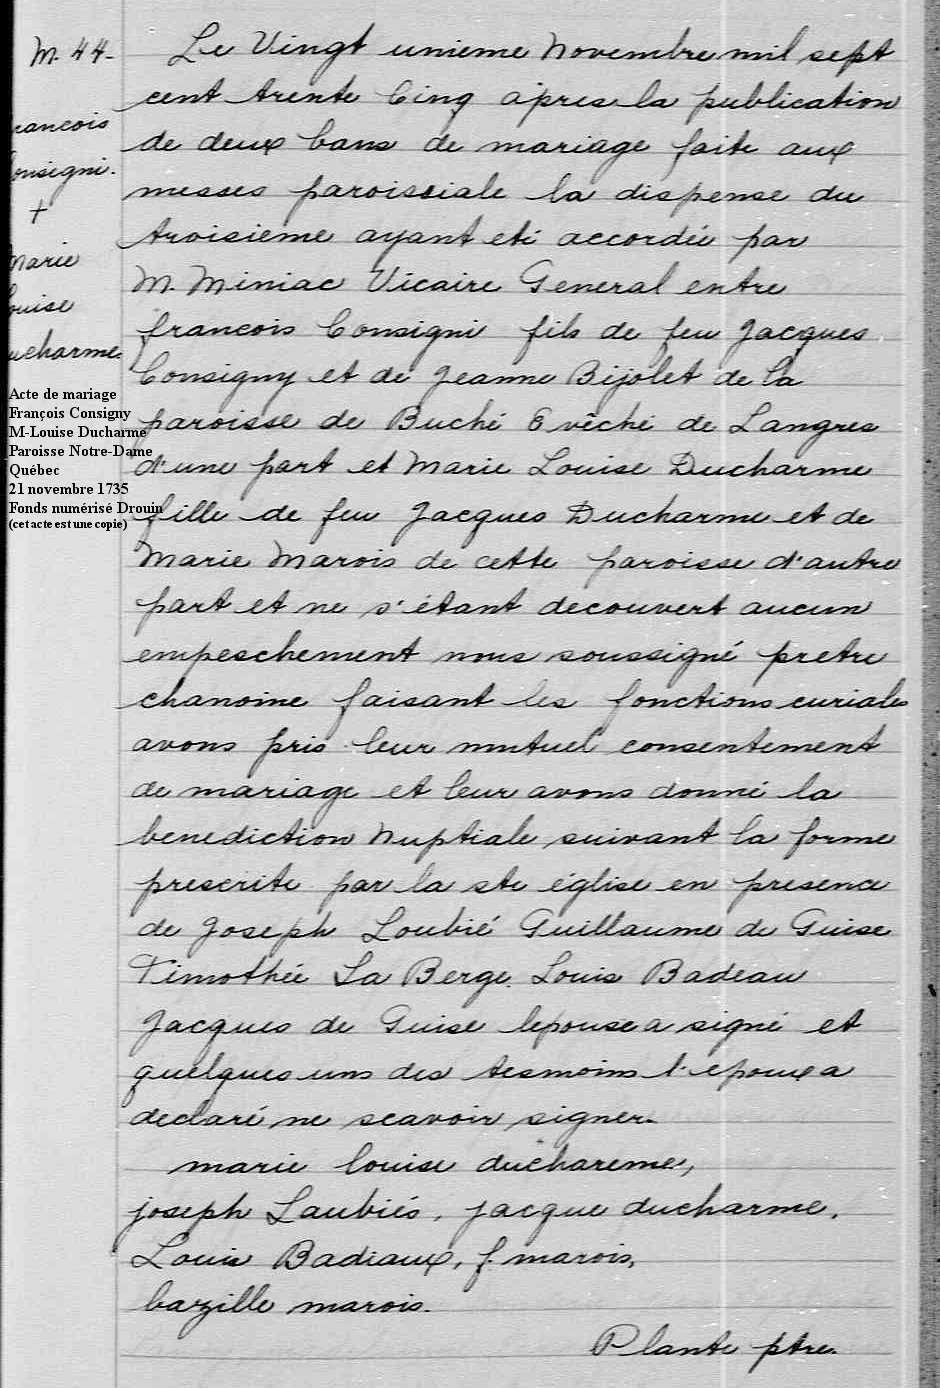 M. 44.
rancois
onsigni.
+
Marie
ouise
ucharme.
Acte de mariage
François Consigny
M-Louise Ducharme
Paroisse Notre-Dame
Québec
21 novembre 1735
Fonds numérisé Drouin
(cet acte est une copie)
Le Vingt unieme Novembre mil sept
cent trente Cinq apres la publication
de deux bans de mariage faite aux
messes paroissiale la dispense du
troisieme ayant eté accordée par
M. Miniac Vicaire General entre
francois Consigni fils de feu Jacques
Consigny et de Jeanne Bijolet de la
paroisse de Buché Evêché de Langres
d'une part et Marie Louise Ducharme
fille de feu Jacques Ducharme et de
Marie Marois de cette paroisse d'autre
part et ne s'étant decouvert aucun
empeschement nous soussigné pretre
chanoine faisant les fonctions curiales
avons pris leur mutuel consentement
de mariage et leur avons donné la
benediction Nuptiale suivant la forme
prescrite par la ste église en presence
de Joseph Loubié Guillaume de Guise
Timothée La Berge. Louis Badeau
Jacques de Guise lepouse a signé et
quelques uns des tesmoins l'epoux a
declaré ne scavoir signer.
marie louise duchareme,
joseph Laubiés, jacque ducharme,
Louis Badiaux, f. marois,
bazille marois.
Plante ptre.